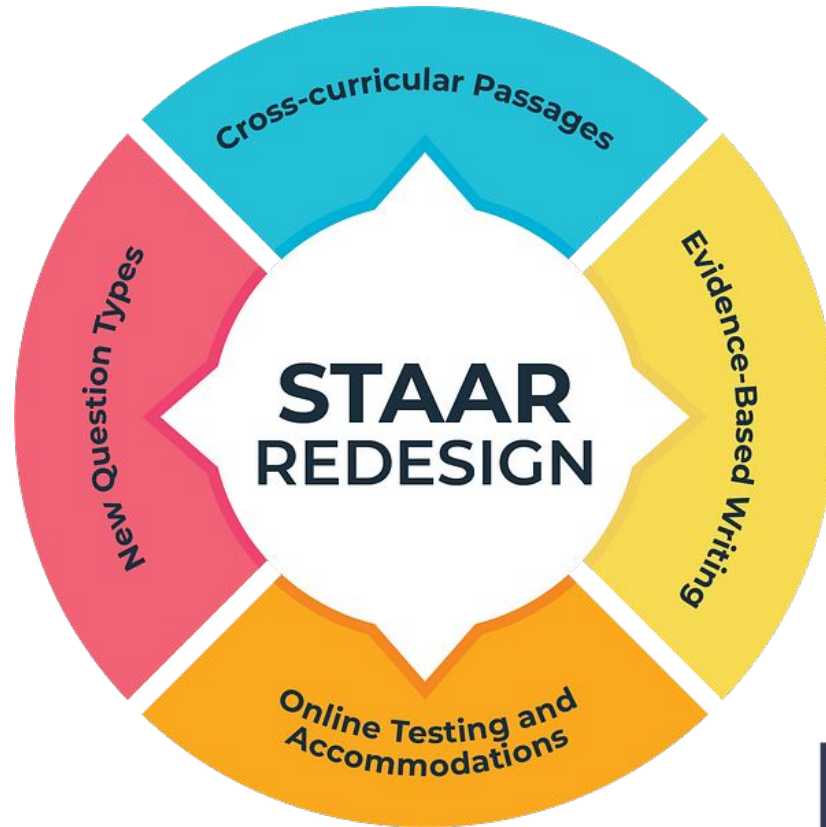 Cross-curricular Passages
Evidence-Based Writing
STAAR
REDESIGN
New Question Types
Online Testing and
Accommodations